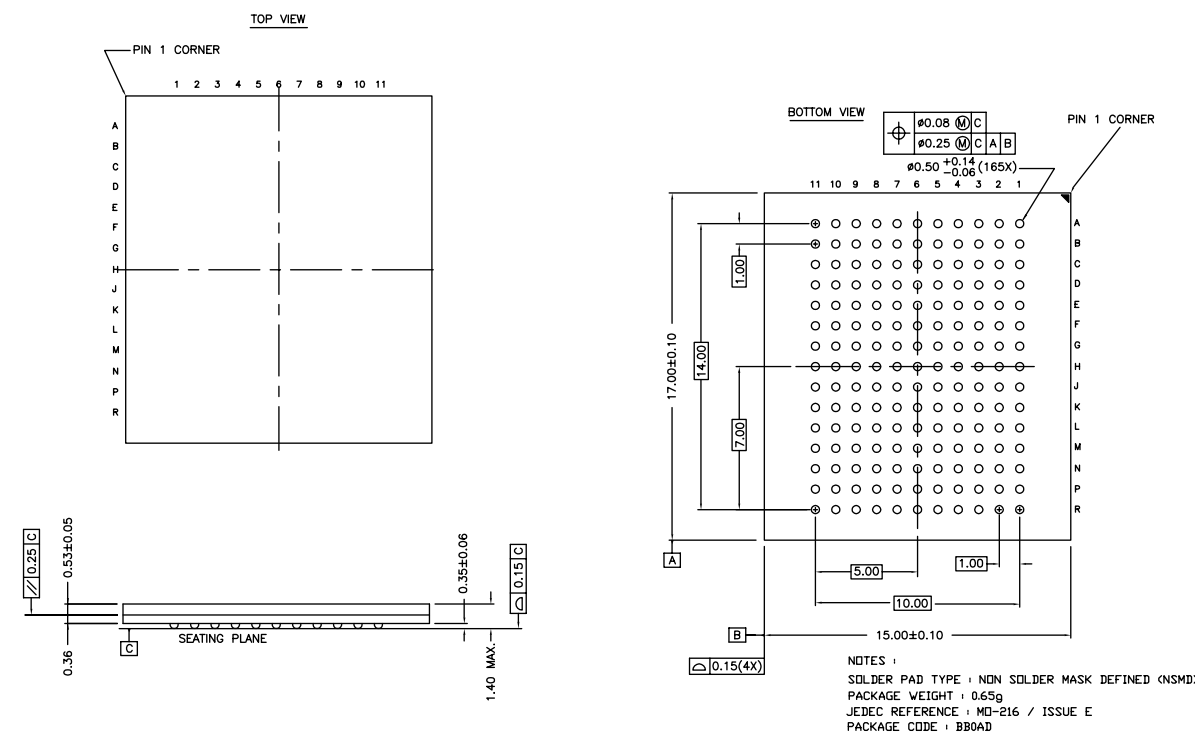 TOP VIEW
PIN 1 CORNER
1 2 3 4 5 6 7 8 9 10 11
A
B
C
D
E
F
G
H
J
K
L
M
N
P
R
BOTTOM VIEW
ø0.08 Ⓜ C
ø0.25 Ⓜ C A B
PIN 1 CORNER
ø0.50 +0.14 -0.06 (165X)
11 10 9 8 7 6 5 4 3 2 1
A
B
C
D
E
F
G
H
J
K
L
M
N
P
R
1.00
14.00
17.00±0.10
7.00
A
5.00
1.00
10.00
B
15.00±0.10
0.15(4X)
0.25 C
0.53±0.05
0.35±0.06
0.15 C
SEATING PLANE
C
0.36
1.40 MAX.
NOTES :
SOLDER PAD TYPE : NON SOLDER MASK DEFINED (NSMD)
PACKAGE WEIGHT : 0.65g
JEDEC REFERENCE : MO-216 / ISSUE E
PACKAGE CODE : BB0AD